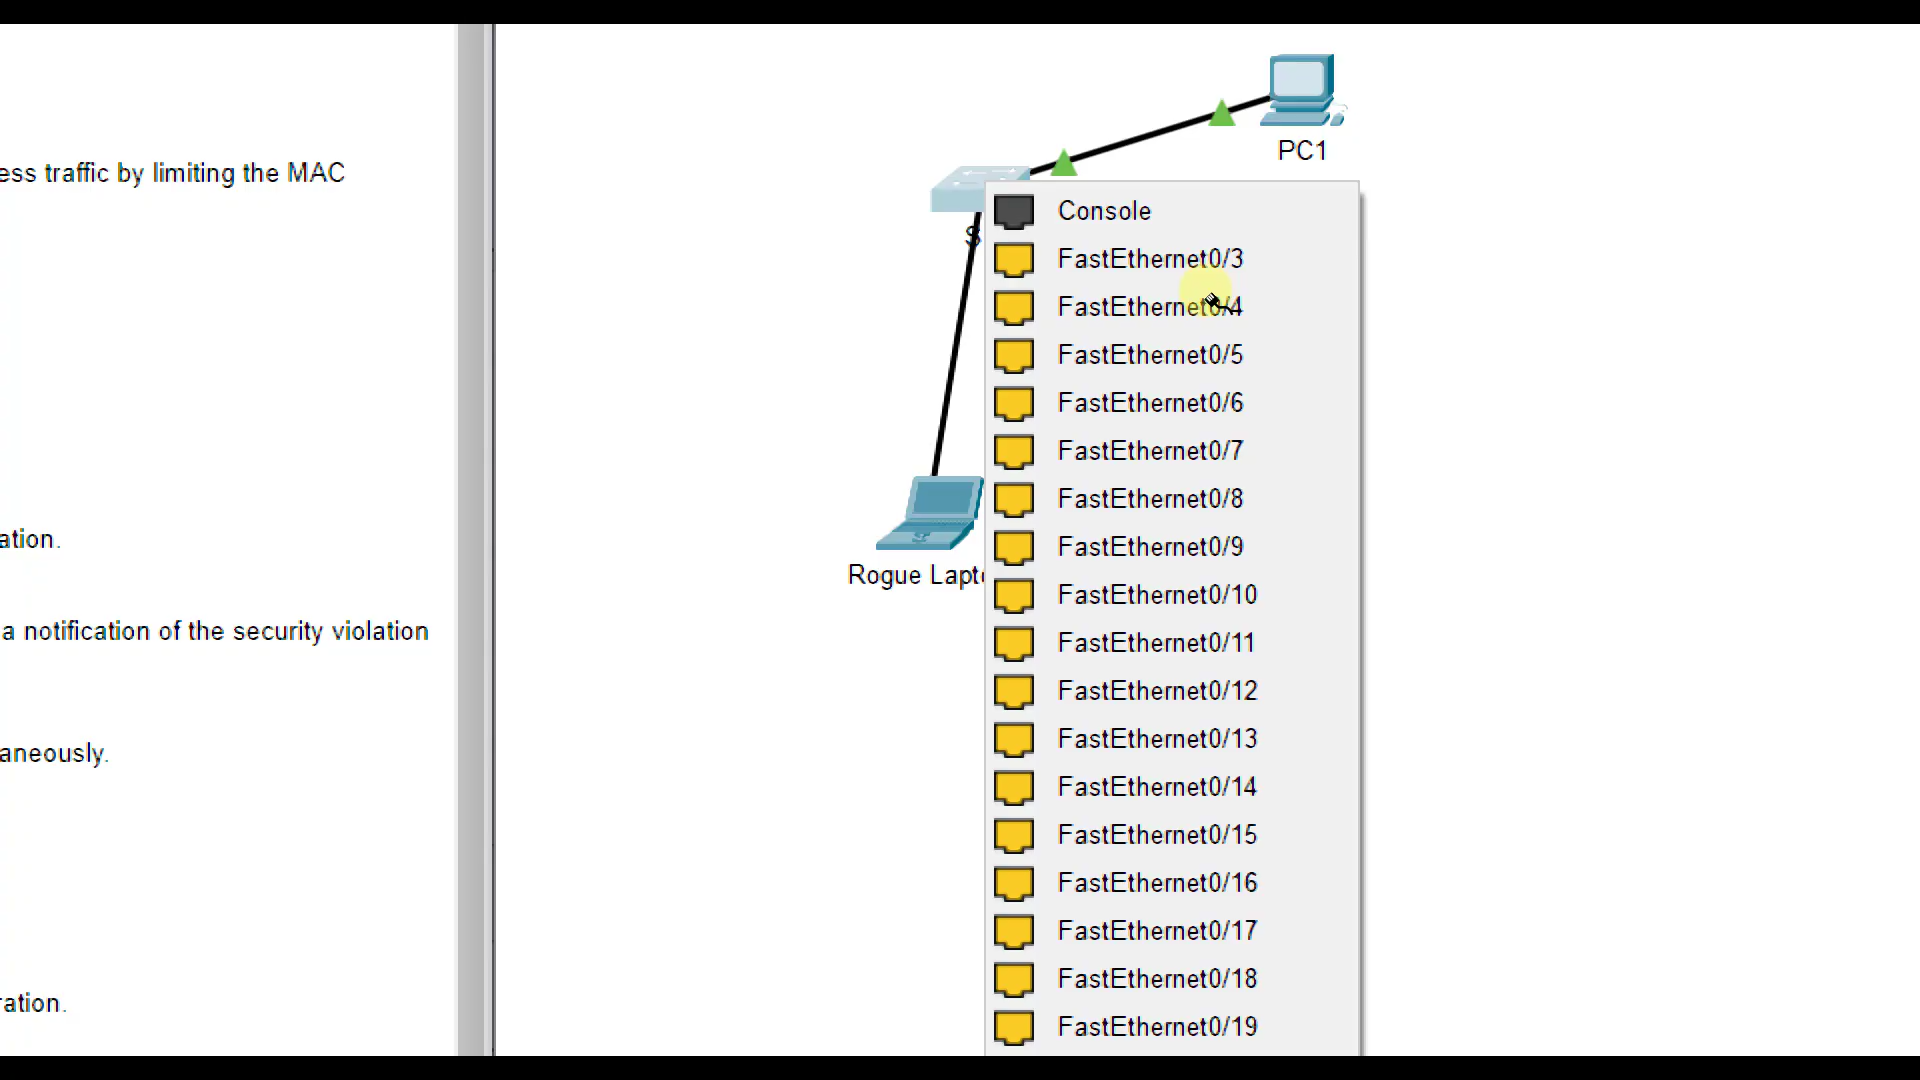 ess traffic by limiting the MAC
ation.
a notification of the security violation
aneously.
ration.
PC1
S
Rogue Lapto
Console
FastEthernet0/3
FastEthernet0/4
FastEthernet0/5
FastEthernet0/6
FastEthernet0/7
FastEthernet0/8
FastEthernet0/9
FastEthernet0/10
FastEthernet0/11
FastEthernet0/12
FastEthernet0/13
FastEthernet0/14
FastEthernet0/15
FastEthernet0/16
FastEthernet0/17
FastEthernet0/18
FastEthernet0/19